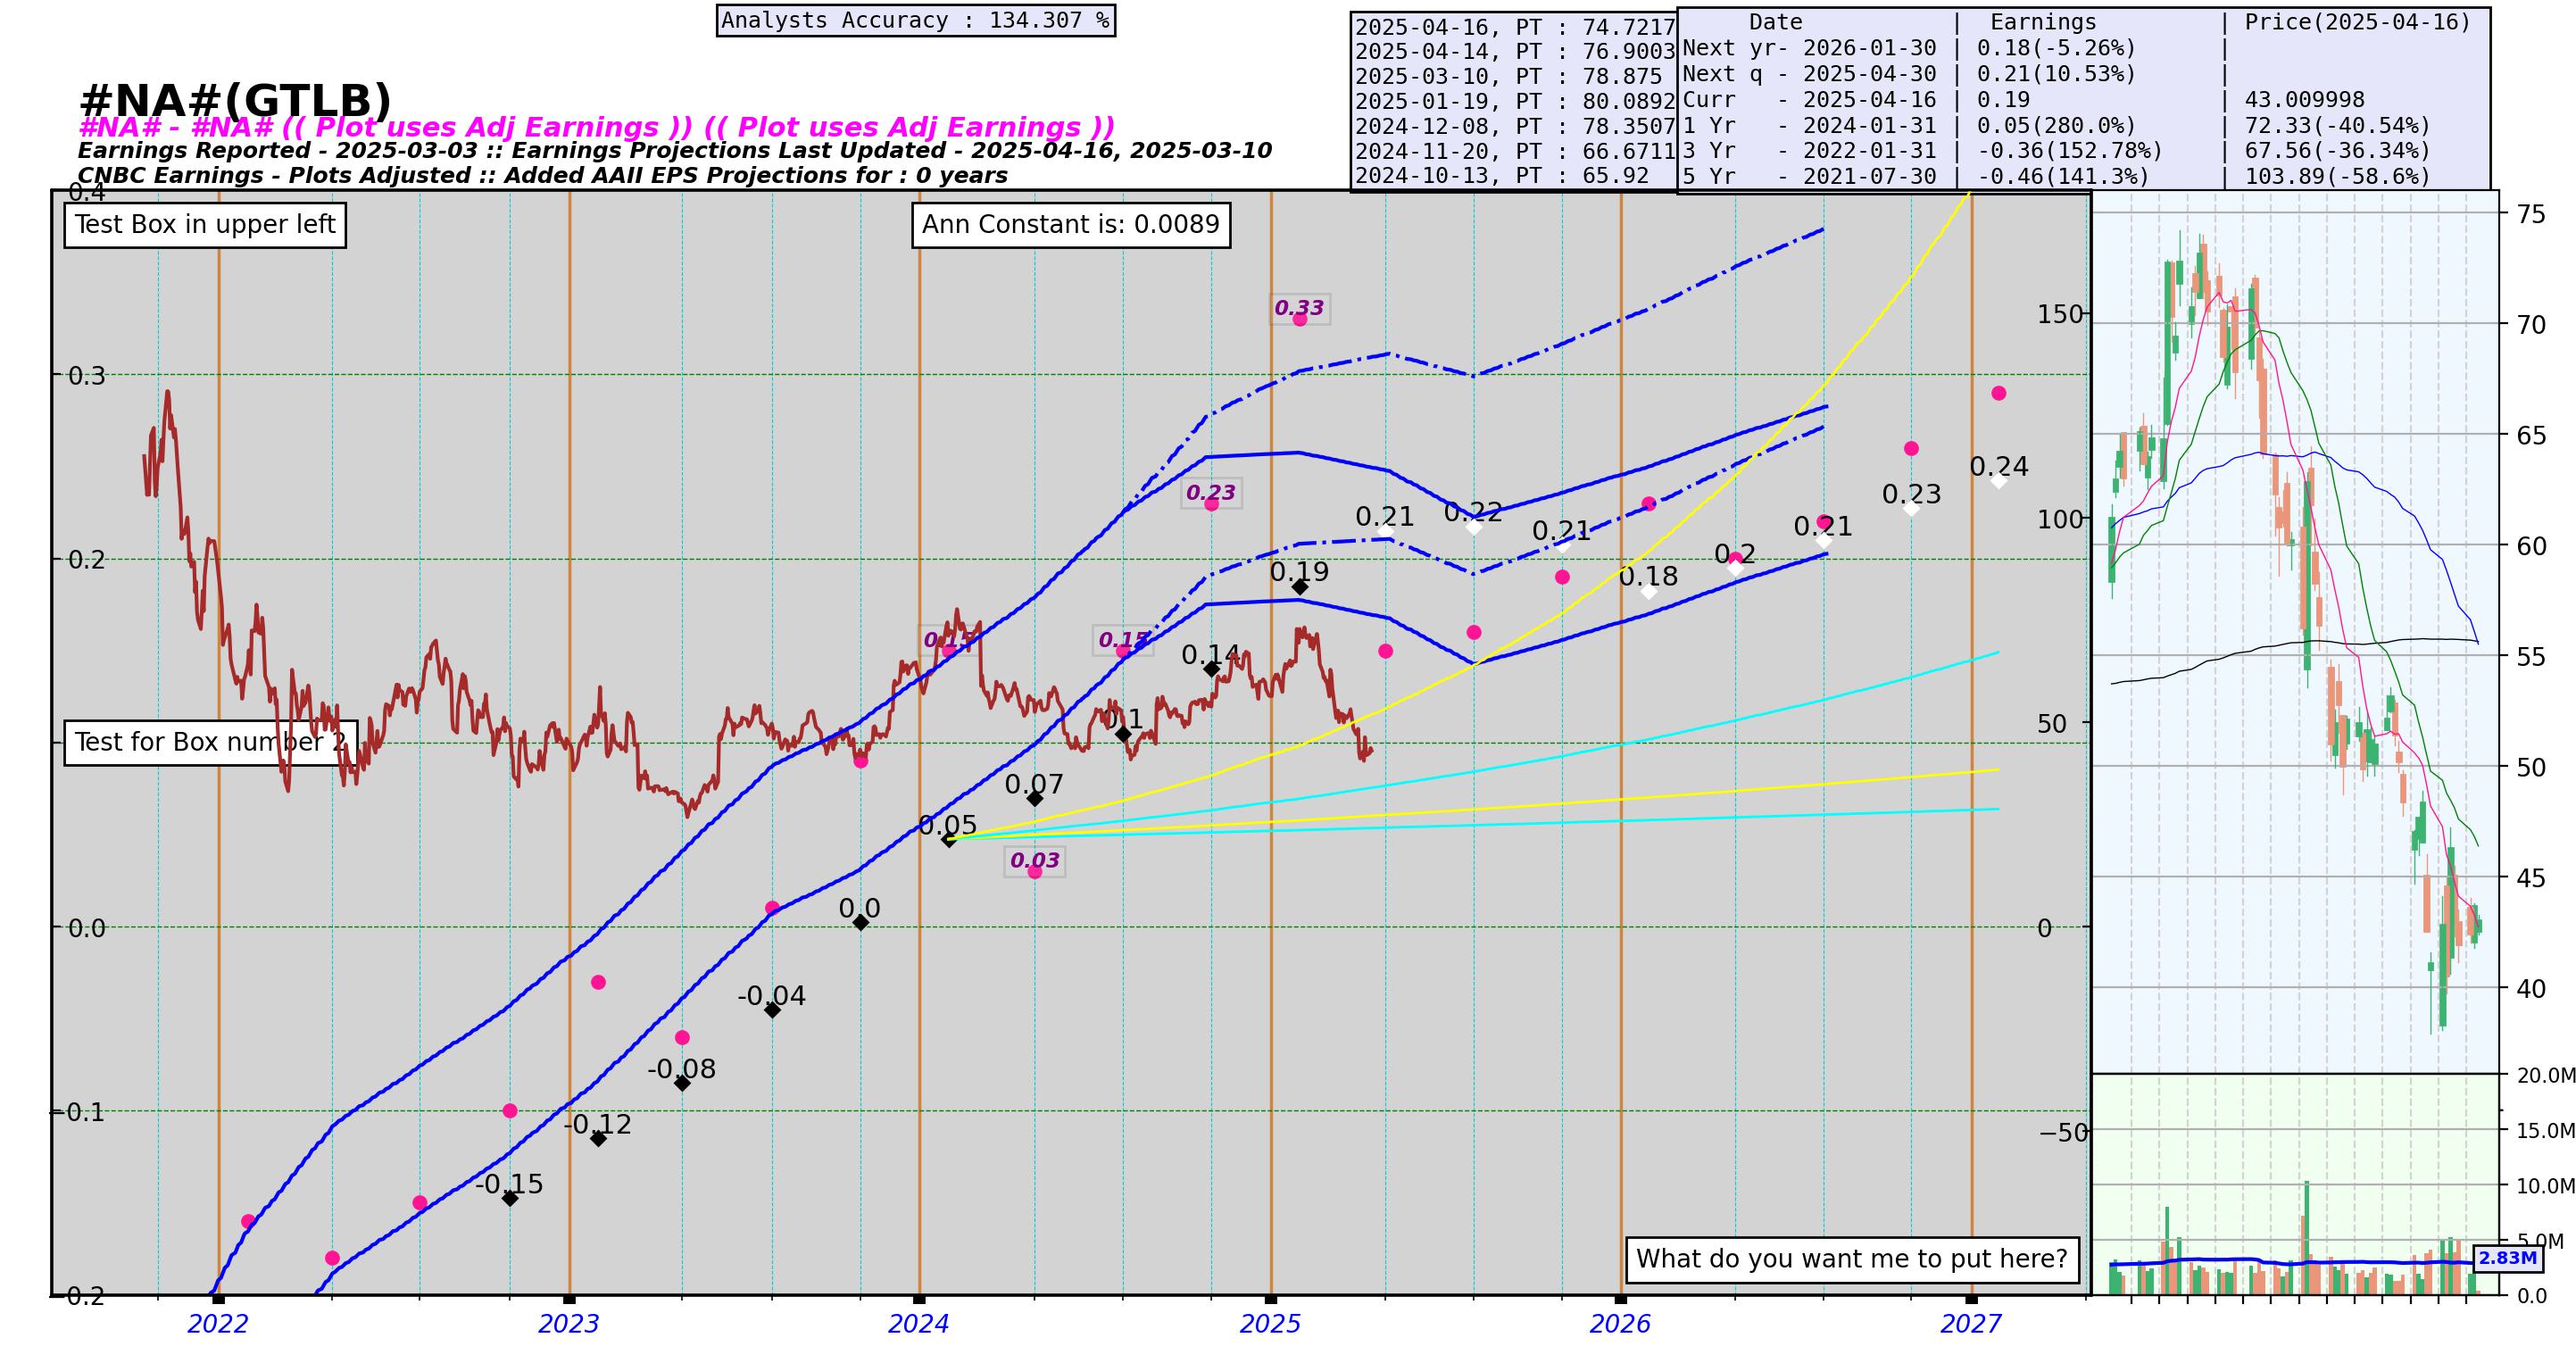 Analysts Accuracy : 134.307 %
2025-04-16, PT : 74.7217
2025-04-14, PT : 76.9003
2025-03-10, PT : 78.875
2025-01-19, PT : 80.0892
2024-12-08, PT : 78.3507
2024-11-20, PT : 66.6711
2024-10-13, PT : 65.92
Date | Earnings | Price(2025-04-16)
Next yr- 2026-01-30 | 0.18(-5.26%) |
Next q - 2025-04-30 | 0.21(10.53%) |
Curr - 2025-04-16 | 0.19 | 43.009998
1 Yr - 2024-01-31 | 0.05(280.0%) | 72.33(-40.54%)
3 Yr - 2022-01-31 | -0.36(152.78%) | 67.56(-36.34%)
5 Yr - 2021-07-30 | -0.46(141.3%) | 103.89(-58.6%)
#NA#(GTLB)
#NA# - #NA# (( Plot uses Adj Earnings )) (( Plot uses Adj Earnings ))
Earnings Reported - 2025-03-03 :: Earnings Projections Last Updated - 2025-04-16, 2025-03-10
CNBC Earnings - Plots Adjusted :: Added AAII EPS Projections for : 0 years
Test Box in upper left
Ann Constant is: 0.0089
Test for Box number 2
What do you want me to put here?
0.4
0.3
0.2
0.0
−0.1
−0.2
-0.15
-0.12
-0.08
-0.04
0.0
0.05
0.07
0.1
0.14
0.19
0.21
0.22
0.21
0.18
0.2
0.21
0.23
0.24
0.15
0.03
0.15
0.23
0.33
150
100
50
0
−50
75
70
65
60
55
50
45
40
20.0M
15.0M
10.0M
5.0M
2.83M
0.0
2022
2023
2024
2025
2026
2027